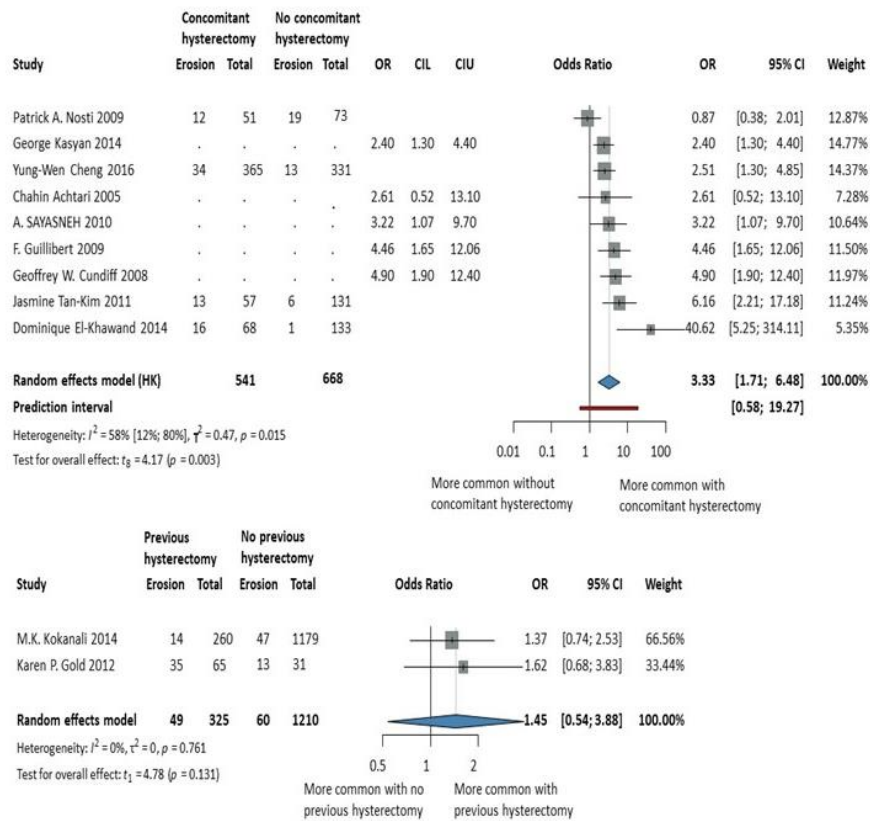 Concomitant hysterectomy No concomitant hysterectomy
Study Erosion Total Erosion Total OR CIL CIU Odds Ratio OR 95% CI Weight
Patrick A. Nosti 2009 12 51 19 73 0.87 [0.38; 2.01] 12.87%
George Kasyan 2014 . . . . 2.40 1.30 4.40 2.40 [1.30; 4.40] 14.77%
Yung-Wen Cheng 2016 34 365 13 331 2.51 [1.30; 4.85] 14.37%
Chahin Achtari 2005 . . . . 2.61 0.52 13.10 2.61 [0.52; 13.10] 7.28%
A. SAYASNEH 2010 . . . . 3.22 1.07 9.70 3.22 [1.07; 9.70] 10.64%
F. Guillibert 2009 . . . . 4.46 1.65 12.06 4.46 [1.65; 12.06] 11.50%
Geoffrey W. Cundiff 2008 . . . . 4.90 1.90 12.40 4.90 [1.90; 12.40] 11.97%
Jasmine Tan-Kim 2011 13 57 6 131 6.16 [2.21; 17.18] 11.24%
Dominique El-Khawand 2014 16 68 1 133 40.62 [5.25; 314.11] 5.35%
Random effects model (HK) 541 668 3.33 [1.71; 6.48] 100.00%
Prediction interval [0.58; 19.27]
Heterogeneity: I² = 58% [12%; 80%], τ² = 0.47, p = 0.015
Test for overall effect: t₈ = 4.17 (p = 0.003)
0.01 0.1 1 10 100
More common without concomitant hysterectomy More common with concomitant hysterectomy
Previous hysterectomy No previous hysterectomy
Study Erosion Total Erosion Total Odds Ratio OR 95% CI Weight
M.K. Kokanali 2014 14 260 47 1179 1.37 [0.74; 2.53] 66.56%
Karen P. Gold 2012 35 65 13 31 1.62 [0.68; 3.83] 33.44%
Random effects model 49 325 60 1210 1.45 [0.54; 3.88] 100.00%
Heterogeneity: I² = 0%, τ² = 0, p = 0.761
Test for overall effect: t₁ = 4.78 (p = 0.131)
0.5 1 2
More common with no previous hysterectomy More common with previous hysterectomy